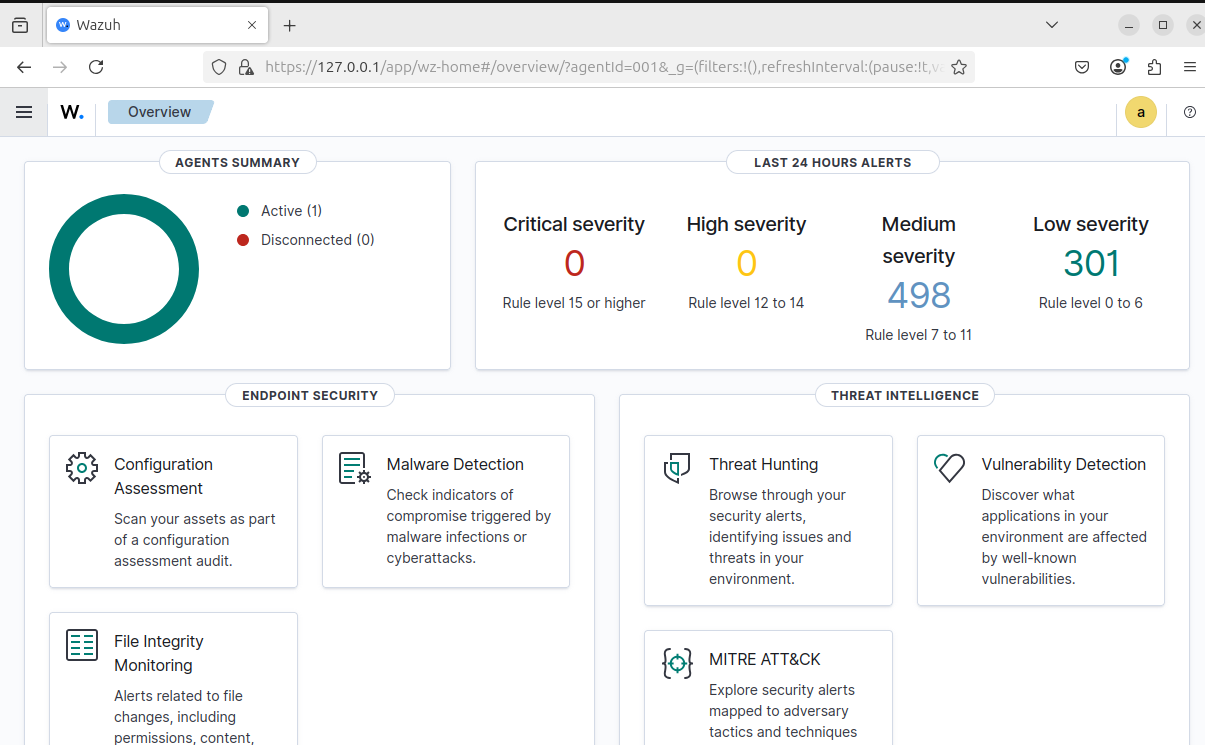 Wazuh
https://127.0.0.1/app/wz-home#/overview/?agentId=001&_g=(filters:!(),refreshInterval:(pause:!t,va
W.
Overview
a
AGENTS SUMMARY
Active (1)
Disconnected (0)
LAST 24 HOURS ALERTS
Critical severity
0
Rule level 15 or higher
High severity
0
Rule level 12 to 14
Medium
severity
498
Rule level 7 to 11
Low severity
301
Rule level 0 to 6
ENDPOINT SECURITY
Configuration
Assessment
Scan your assets as part
of a configuration
assessment audit.
Malware Detection
Check indicators of
compromise triggered by
malware infections or
cyberattacks.
File Integrity
Monitoring
Alerts related to file
changes, including
permissions, content,
THREAT INTELLIGENCE
Threat Hunting
Browse through your
security alerts,
identifying issues and
threats in your
environment.
Vulnerability Detection
Discover what
applications in your
environment are affected
by well-known
vulnerabilities.
MITRE ATT&CK
Explore security alerts
mapped to adversary
tactics and techniques